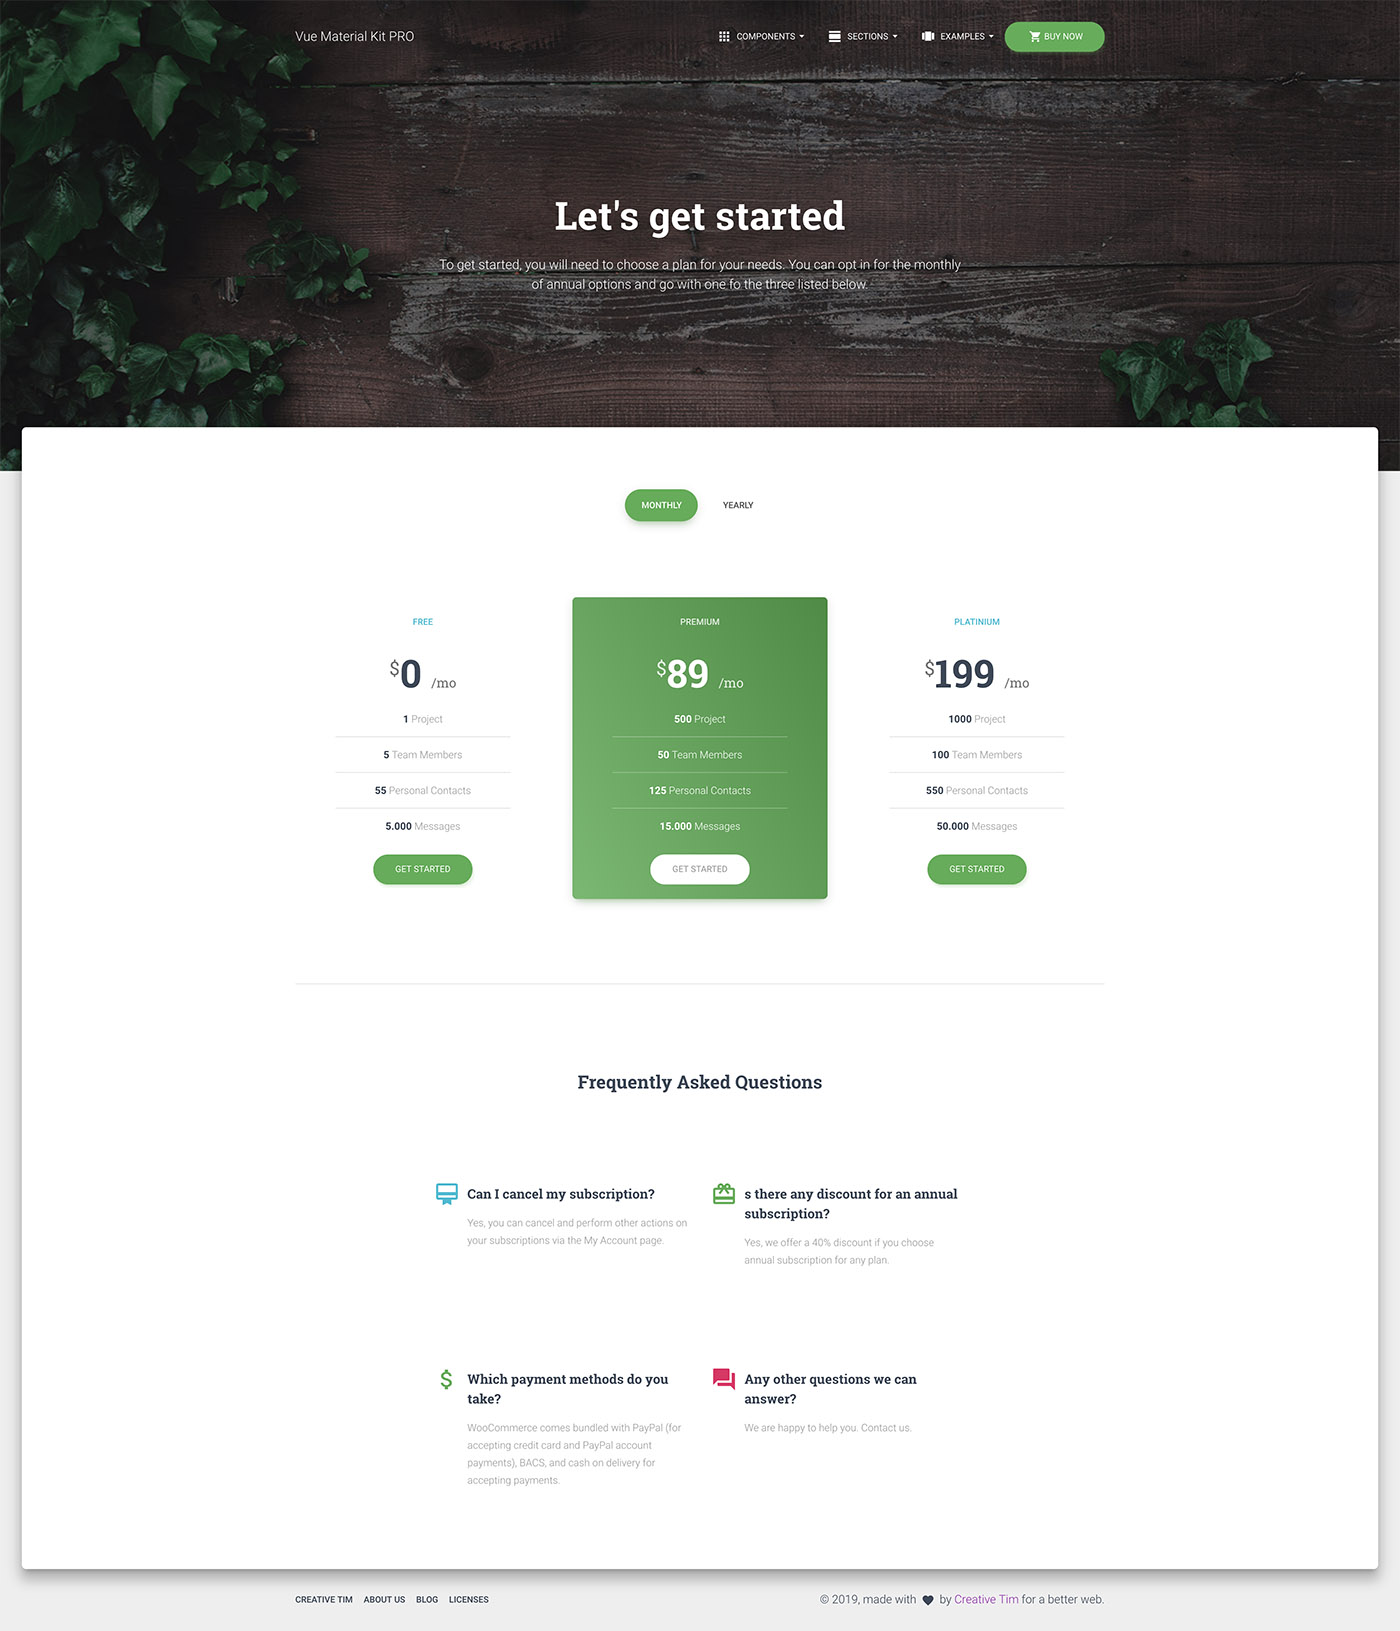 Vue Material Kit PRO
COMPONENTS
SECTIONS
EXAMPLES
BUY NOW
Let's get started
To get started, you will need to choose a plan for your needs. You can opt in for the monthly
of annual options and go with one fo the three listed below.
MONTHLY
YEARLY
FREE
$0 /mo
1 Project
5 Team Members
55 Personal Contacts
5.000 Messages
GET STARTED
PREMIUM
$89 /mo
500 Project
50 Team Members
125 Personal Contacts
15.000 Messages
GET STARTED
PLATINIUM
$199 /mo
1000 Project
100 Team Members
550 Personal Contacts
50.000 Messages
GET STARTED
Frequently Asked Questions
Can I cancel my subscription?
Yes, you can cancel and perform other actions on
your subscriptions via the My Account page.
s there any discount for an annual
subscription?
Yes, we offer a 40% discount if you choose
annual subscription for any plan.
Which payment methods do you
take?
WooCommerce comes bundled with PayPal (for
accepting credit card and PayPal account
payments), BACS, and cash on delivery for
accepting payments.
Any other questions we can
answer?
We are happy to help you. Contact us.
CREATIVE TIM
ABOUT US
BLOG
LICENSES
© 2019, made with by Creative Tim for a better web.